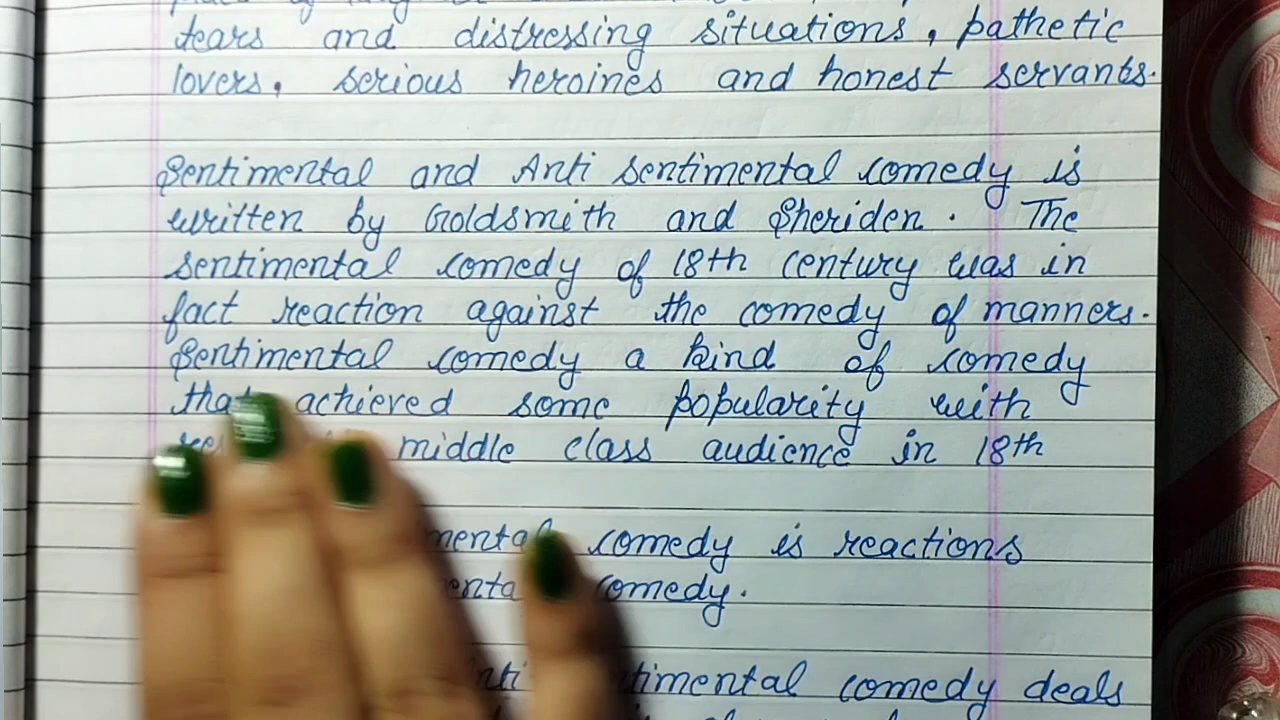 tears and distressing situations, pathetic
lovers, serious heroines and honest servants.
Sentimental and Anti sentimental comedy is
written by Goldsmith and Sheriden. The
sentimental comedy of 18th century was in
fact reaction against the comedy of manners.
Sentimental comedy a kind of comedy
that achieved some popularity with
middle class audience in 18th
comedy is reactions
comedy.
comedy deals